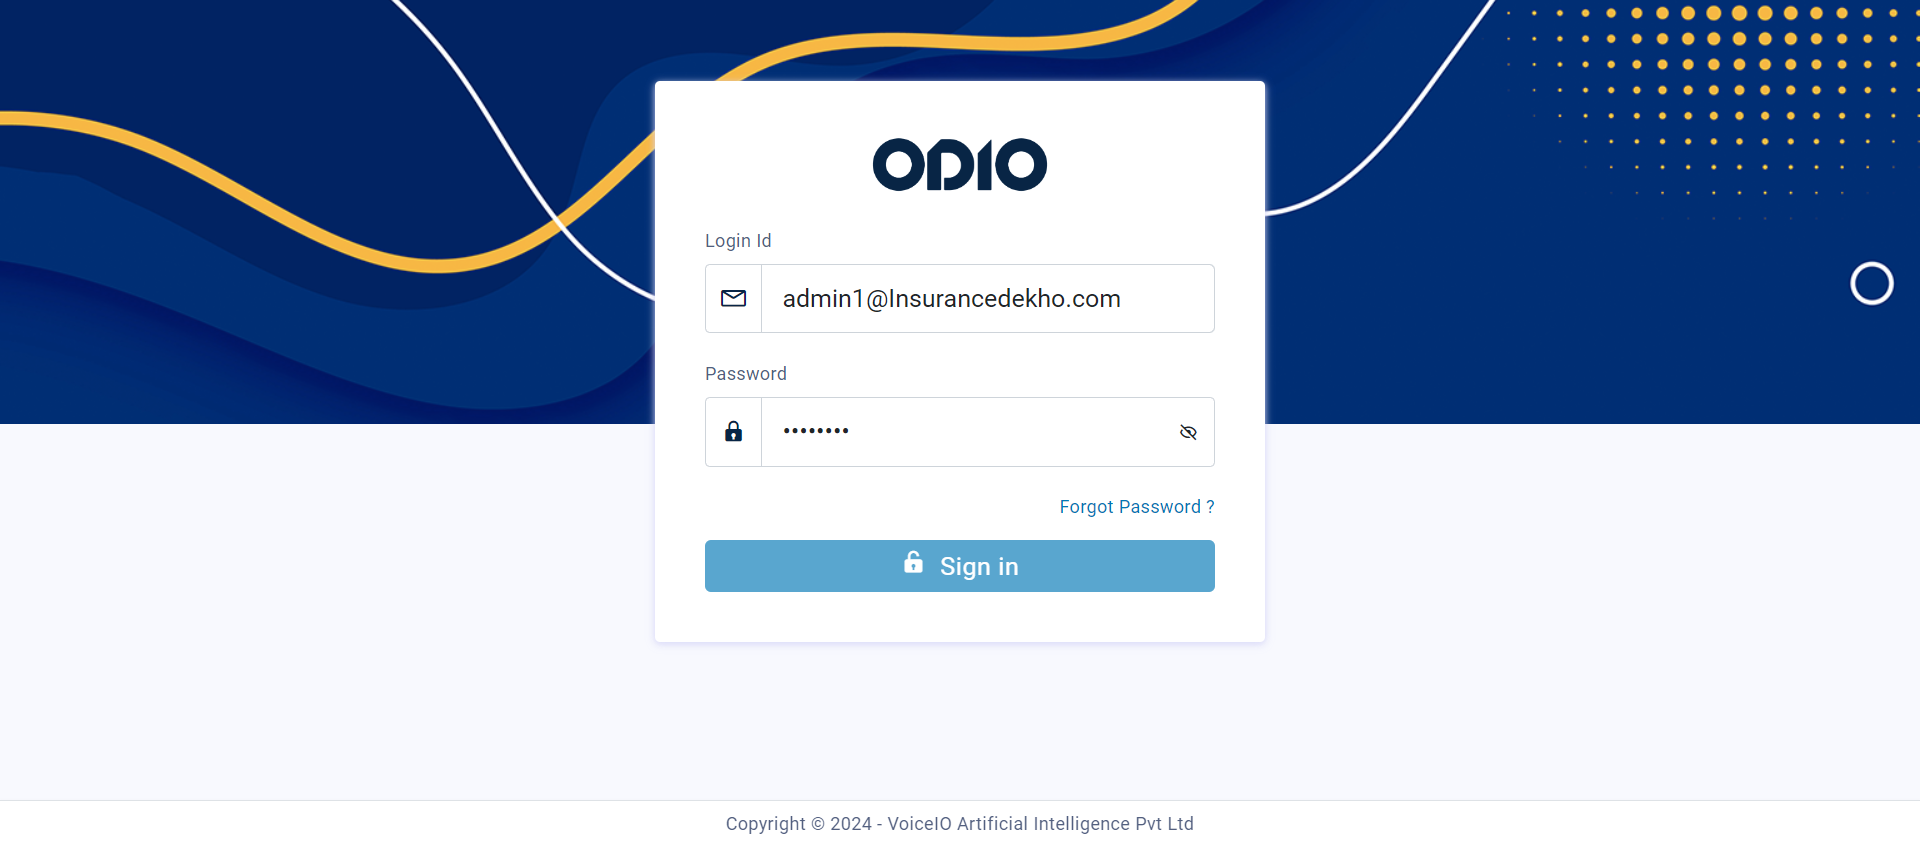 ODIO
Login Id
admin1@Insurancedekho.com
Password
••••••••
Forgot Password ?
Sign in
Copyright © 2024 - VoiceIO Artificial Intelligence Pvt Ltd